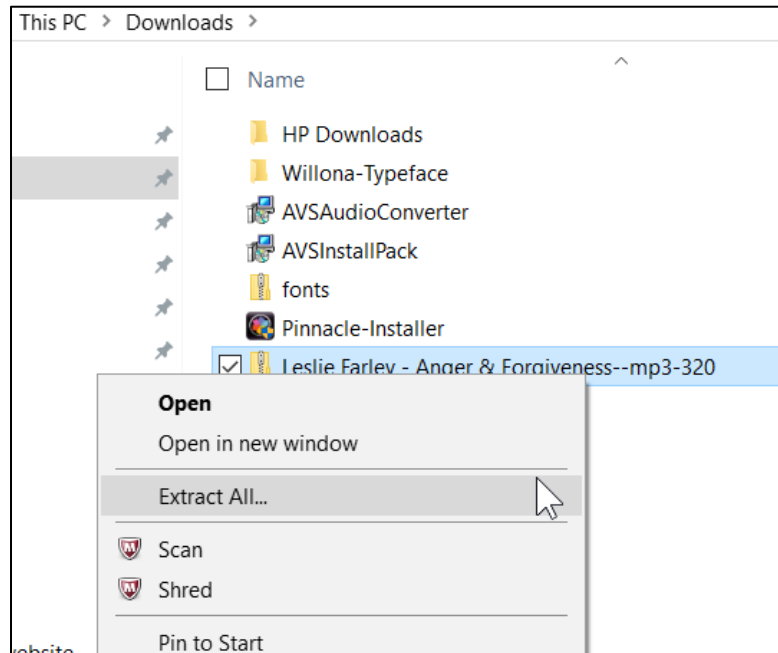 This PC > Downloads >
Name
HP Downloads
Willona-Typeface
AVSAudioConverter
AVSInstallPack
fonts
Pinnacle-Installer
Leslie Farley - Anger & Forgiveness--mp3-320
Open
Open in new window
Extract All...
Scan
Shred
Pin to Start